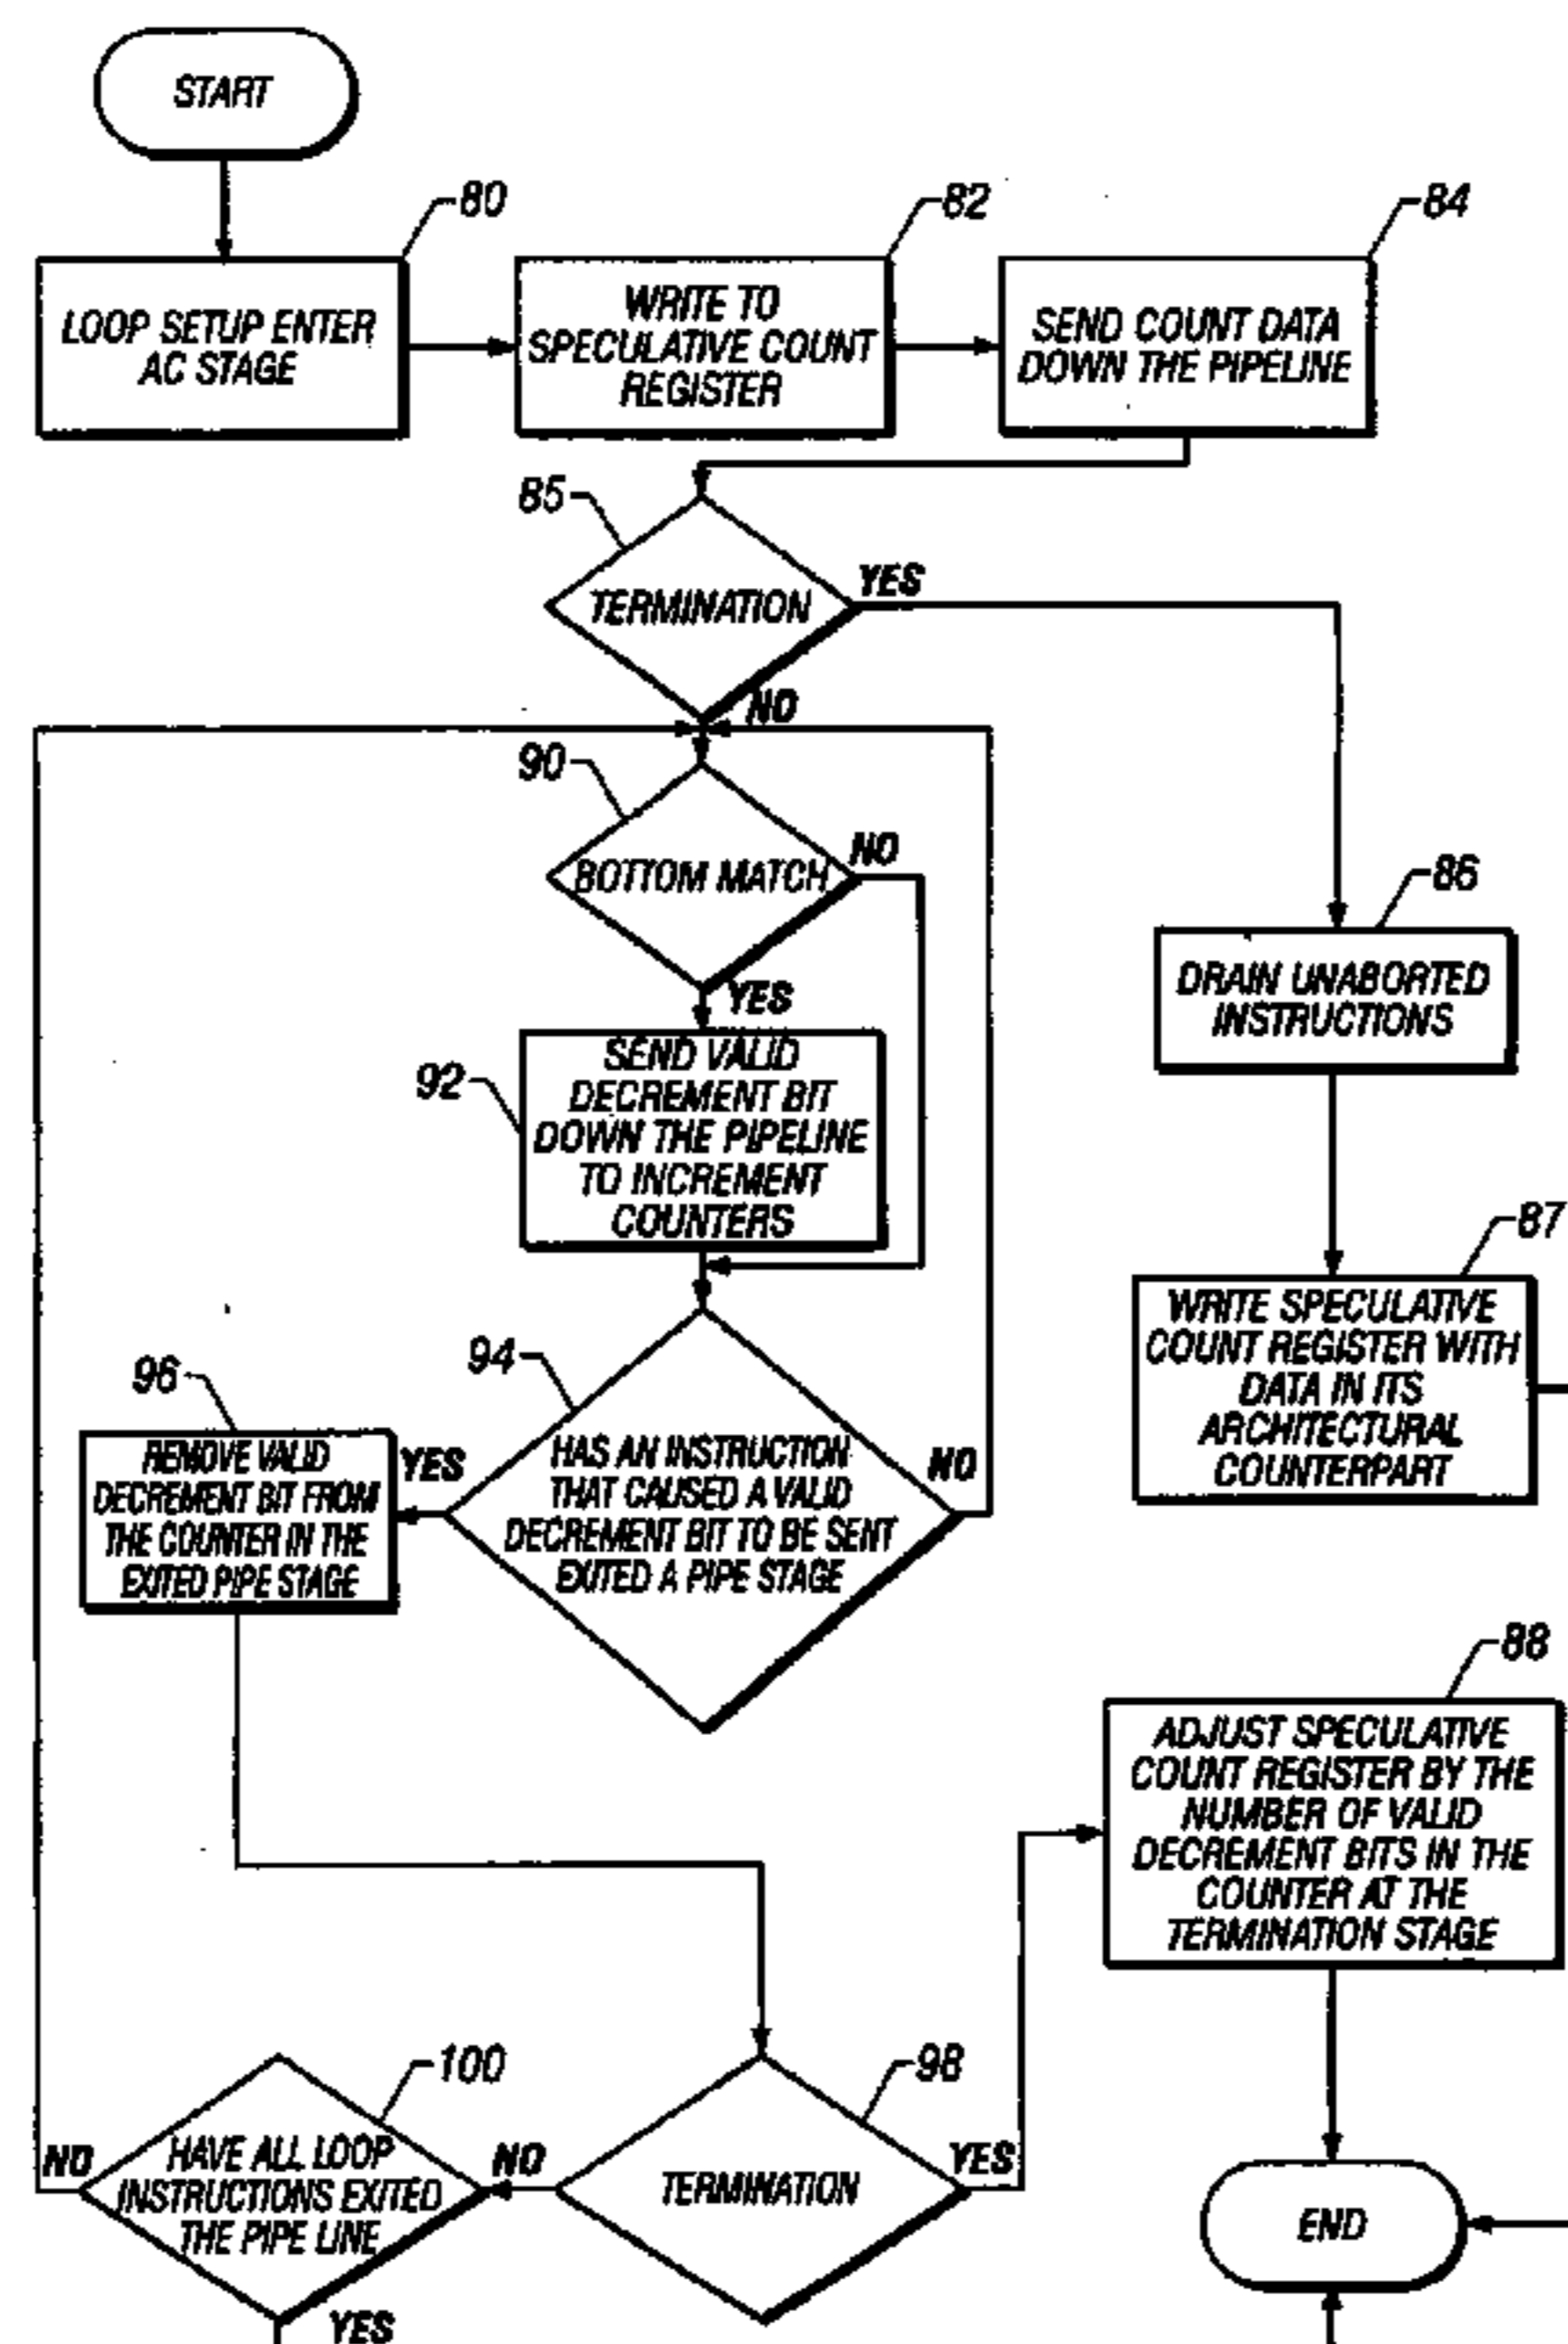 START
80
LOOP SETUP ENTER
AC STAGE
82
WRITE TO
SPECULATIVE COUNT
REGISTER
84
SEND COUNT DATA
DOWN THE PIPELINE
85
TERMINATION
YES
NO
90
BOTTOM MATCH
NO
YES
86
DRAIN UNABORTED
INSTRUCTIONS
92
SEND VALID
DECREMENT BIT
DOWN THE PIPELINE
TO INCREMENT
COUNTERS
87
WRITE SPECULATIVE
COUNT REGISTER WITH
DATA IN ITS
ARCHITECTURAL
COUNTERPART
94
HAS AN INSTRUCTION
THAT CAUSED A VALID
DECREMENT BIT TO BE SENT
EXITED A PIPE STAGE
YES
NO
96
REMOVE VALID
DECREMENT BIT FROM
THE COUNTER IN THE
EXITED PIPE STAGE
88
ADJUST SPECULATIVE
COUNT REGISTER BY THE
NUMBER OF VALID
DECREMENT BITS IN THE
COUNTER AT THE
TERMINATION STAGE
98
TERMINATION
YES
NO
100
HAVE ALL LOOP
INSTRUCTIONS EXITED
THE PIPE LINE
NO
YES
END